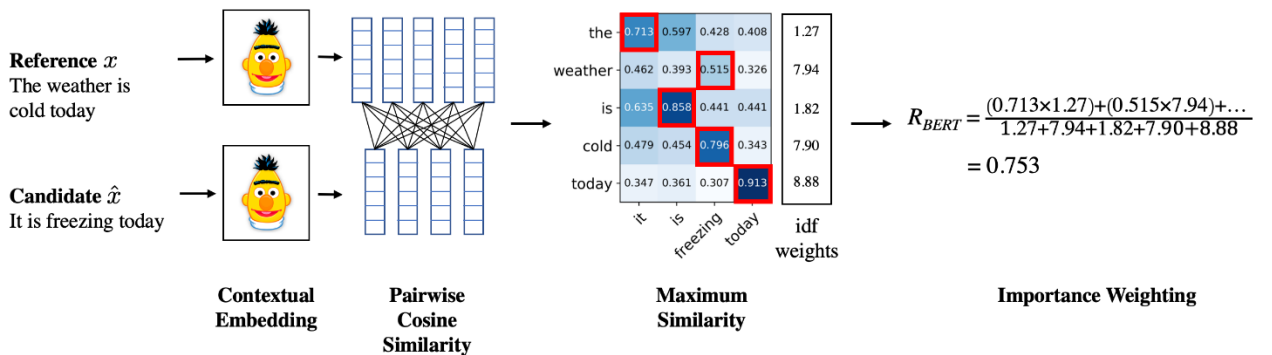 Reference x
The weather is
cold today
Candidate x̂
It is freezing today
Contextual
Embedding
Pairwise
Cosine
Similarity
the 0.713 0.597 0.428 0.408 1.27
weather 0.462 0.393 0.515 0.326 7.94
is 0.635 0.858 0.441 0.441 1.82
cold 0.479 0.454 0.796 0.343 7.90
today 0.347 0.361 0.307 0.913 8.88
it is freezing today
idf
weights
Maximum
Similarity
R_BERT = (0.713×1.27)+(0.515×7.94)+...
1.27+7.94+1.82+7.90+8.88
= 0.753
Importance Weighting